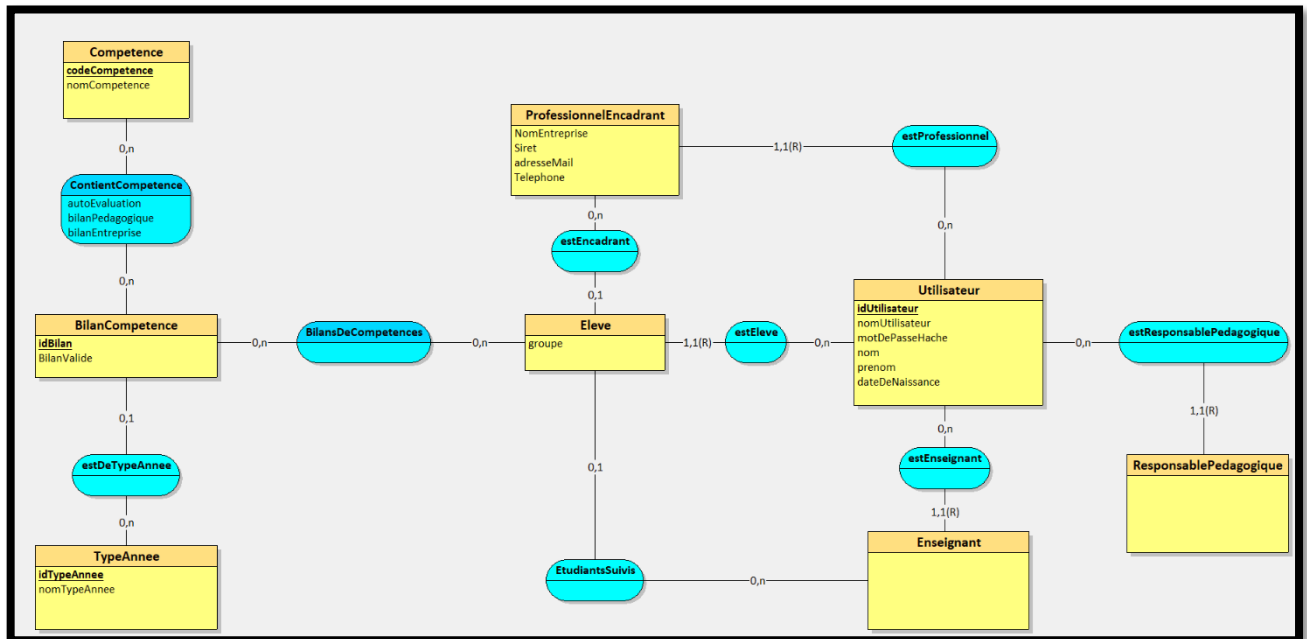 Competence
codeCompetence
nomCompetence
0,n
ContientCompetence
autoEvaluation
bilanPedagogique
bilanEntreprise
0,n
BilanCompetence
idBilan
BilanValide
0,n
BilansDeCompetences
0,n
0,1
estDeTypeAnnee
0,n
TypeAnnee
idTypeAnnee
nomTypeAnnee
ProfessionnelEncadrant
NomEntreprise
Siret
adresseMail
Telephone
1,1(R)
estProfessionnel
0,n
0,n
estEncadrant
0,1
Eleve
groupe
1,1(R)
estEleve
0,n
Utilisateur
idUtilisateur
nomUtilisateur
motDePasseHache
nom
prenom
dateDeNaissance
0,n
estResponsablePedagogique
1,1(R)
ResponsablePedagogique
0,n
estEnseignant
1,1(R)
Enseignant
0,1
EtudiantsSuivis
0,n